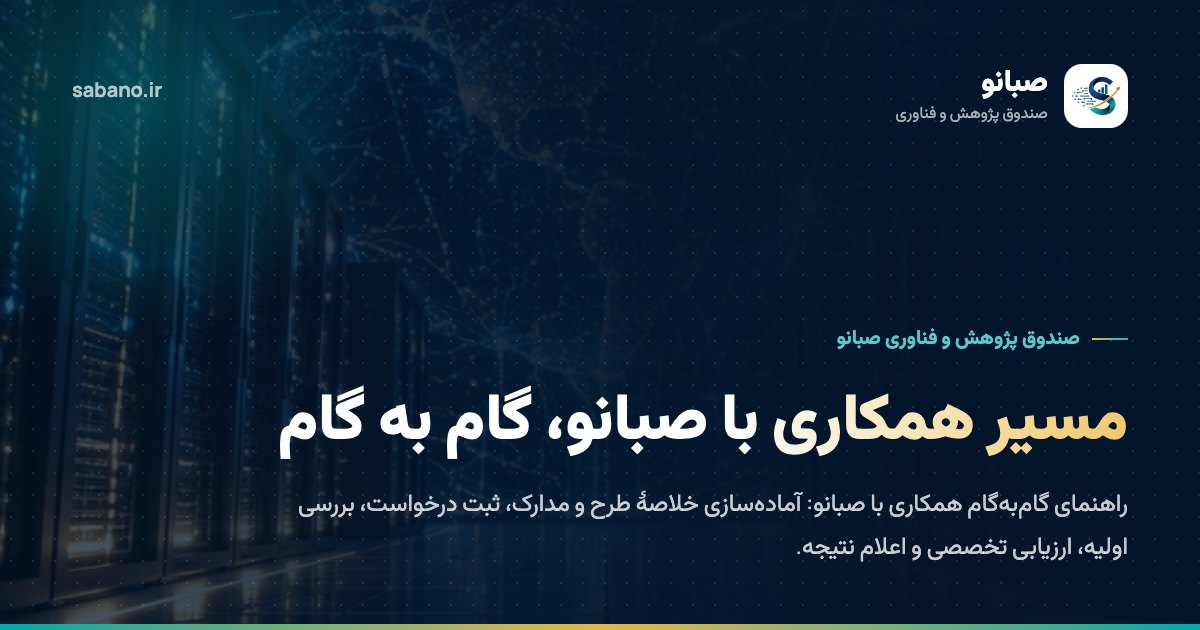 صبانو
صندوق پژوهش و فناوری
sabano.ir
صندوق پژوهش و فناوری صبانو
مسیر همکاری با صبانو، گام به گام
راهنمای گام‌به‌گام همکاری با صبانو: آماده‌سازی خلاصهٔ طرح و مدارک، ثبت درخواست، بررسی
اولیه، ارزیابی تخصصی و اعلام نتیجه.